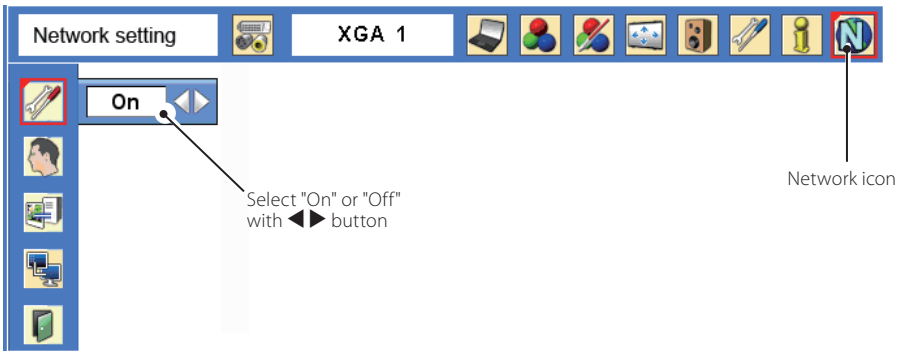 Network setting
XGA 1
N
On
Select "On" or "Off"
with ◀▶ button
Network icon